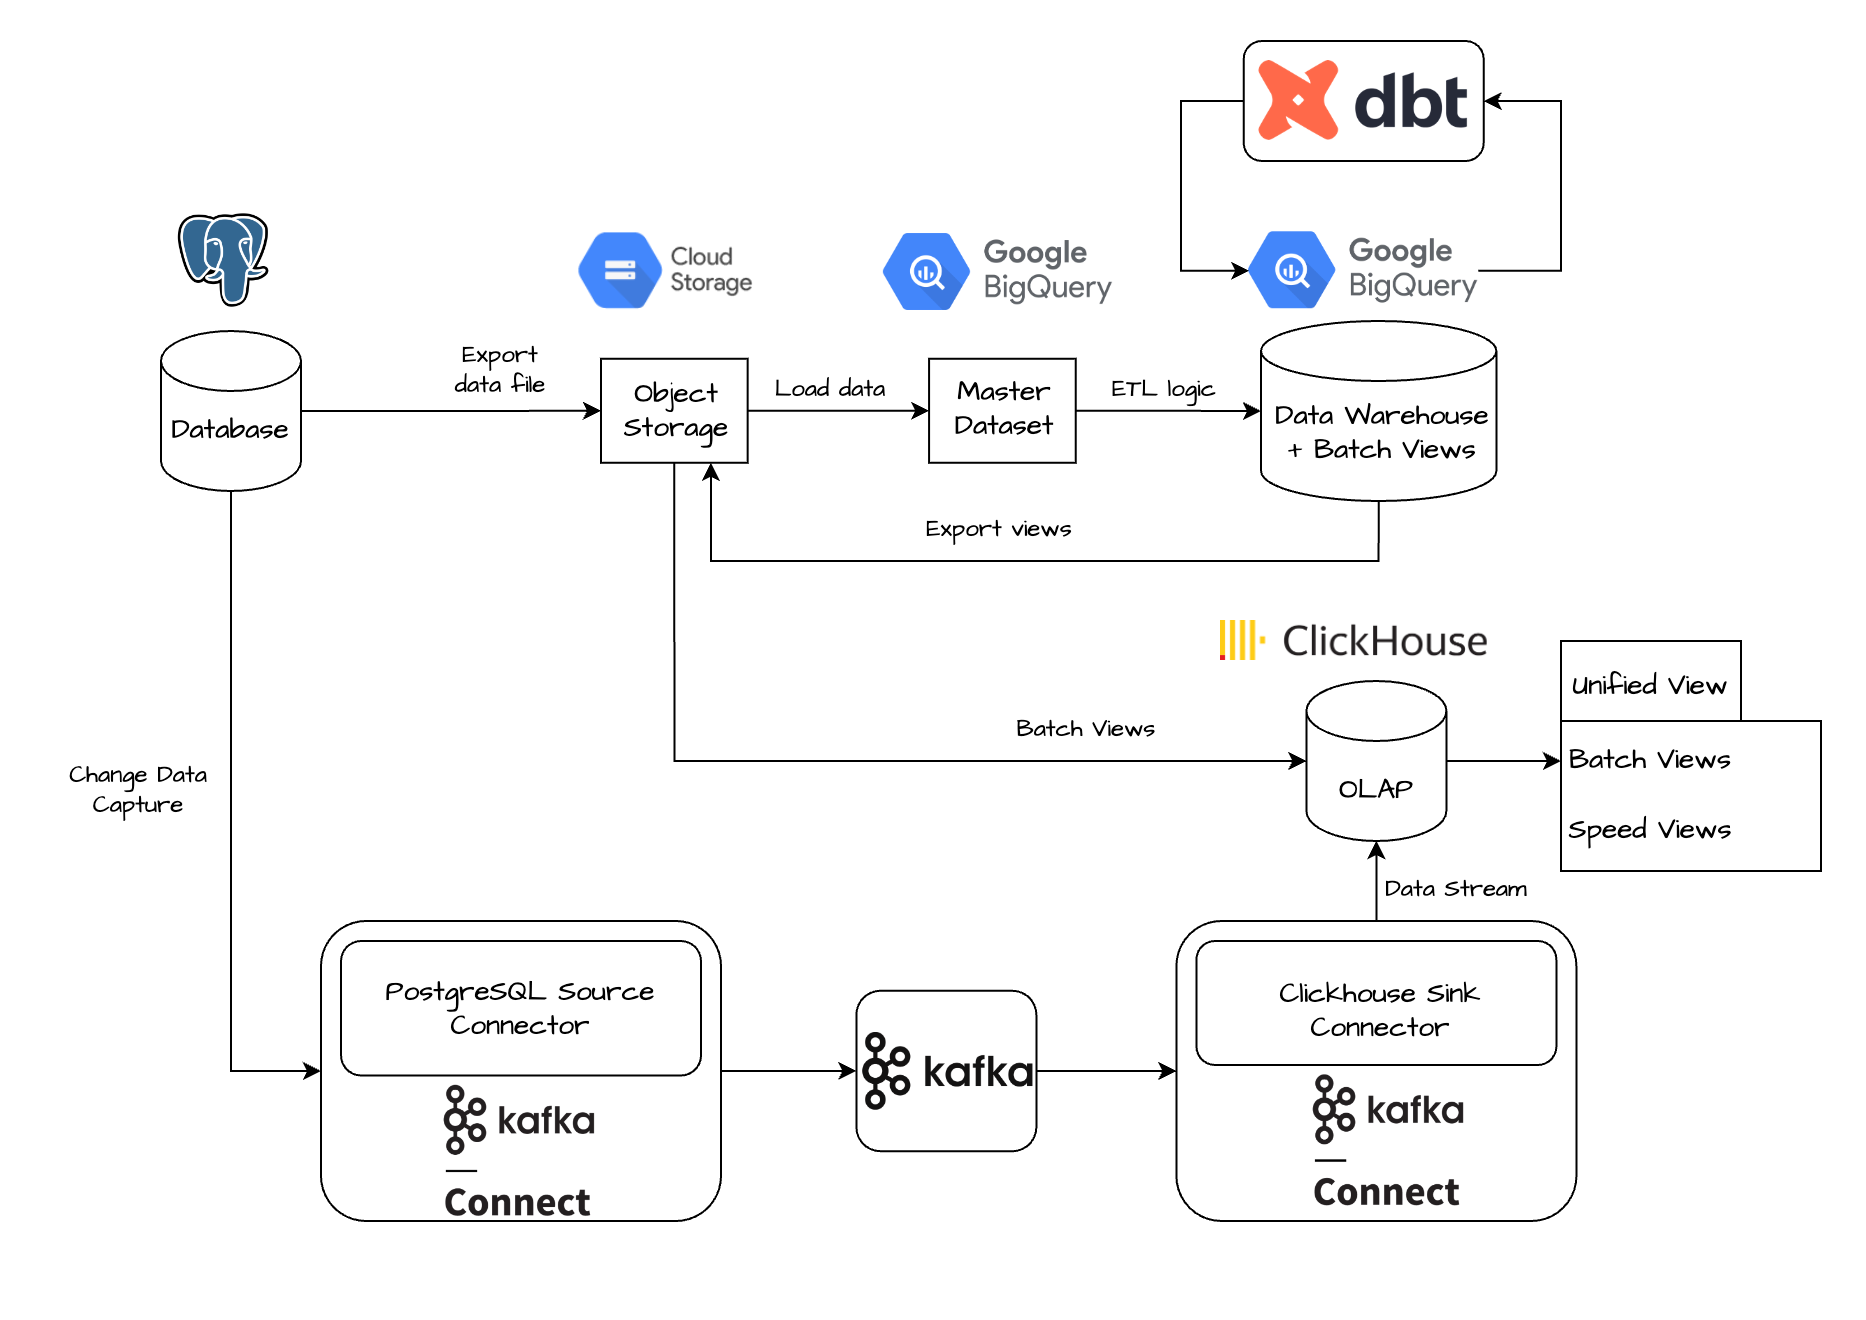 dbt
Cloud
Storage
Google
BigQuery
Google
BigQuery
Export
data file
Object
Storage
Load data
Master
Dataset
ETL logic
Database
Data Warehouse
+ Batch Views
Export views
ClickHouse
Unified View
Batch Views
OLAP
Batch Views
Speed Views
Change Data
Capture
Data Stream
PostgreSQL Source
Connector
kafka
Connect
kafka
Clickhouse Sink
Connector
kafka
Connect